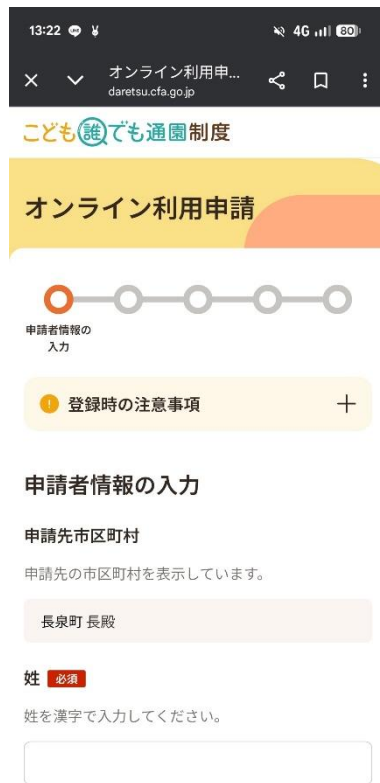 13:22
4G
80
オンライン利用申...
daretsu.cfa.go.jp
こども誰でも通園制度
オンライン利用申請
申請者情報の
入力
! 登録時の注意事項 +
申請者情報の入力
申請先市区町村
申請先の市区町村を表示しています。
長泉町 長殿
姓 必須
姓を漢字で入力してください。